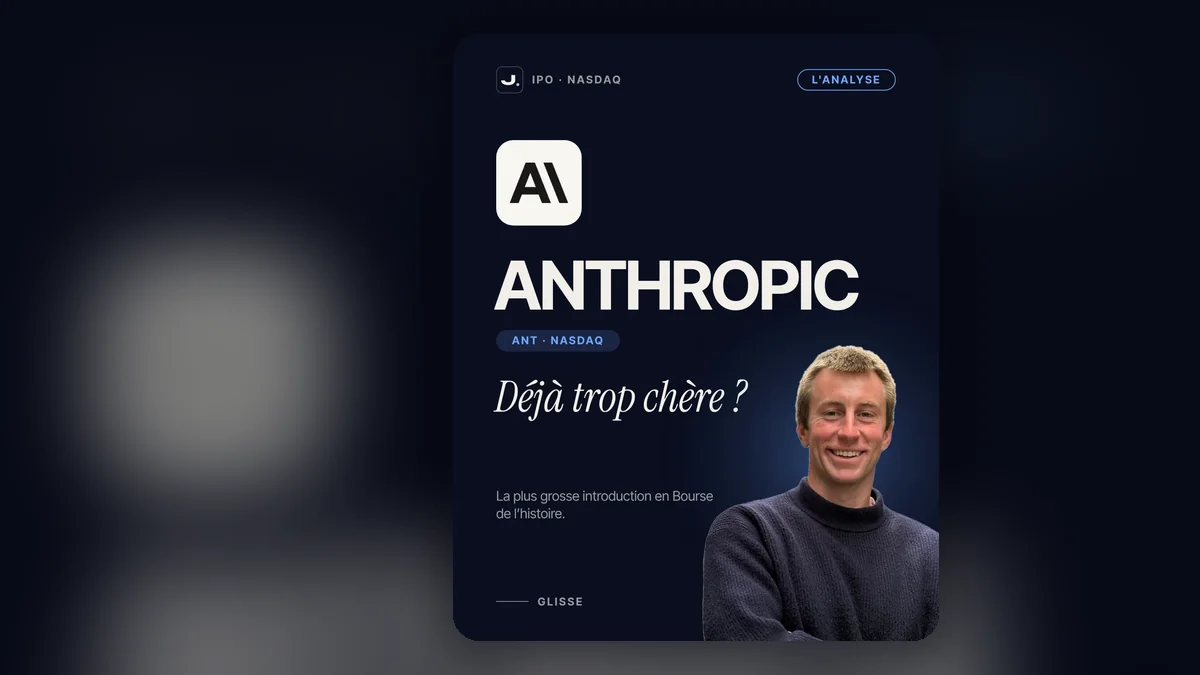 J. IPO · NASDAQ
L'ANALYSE
A\
ANTHROPIC
ANT · NASDAQ
Déjà trop chère ?
La plus grosse introduction en Bourse
de l'histoire.
GLISSE